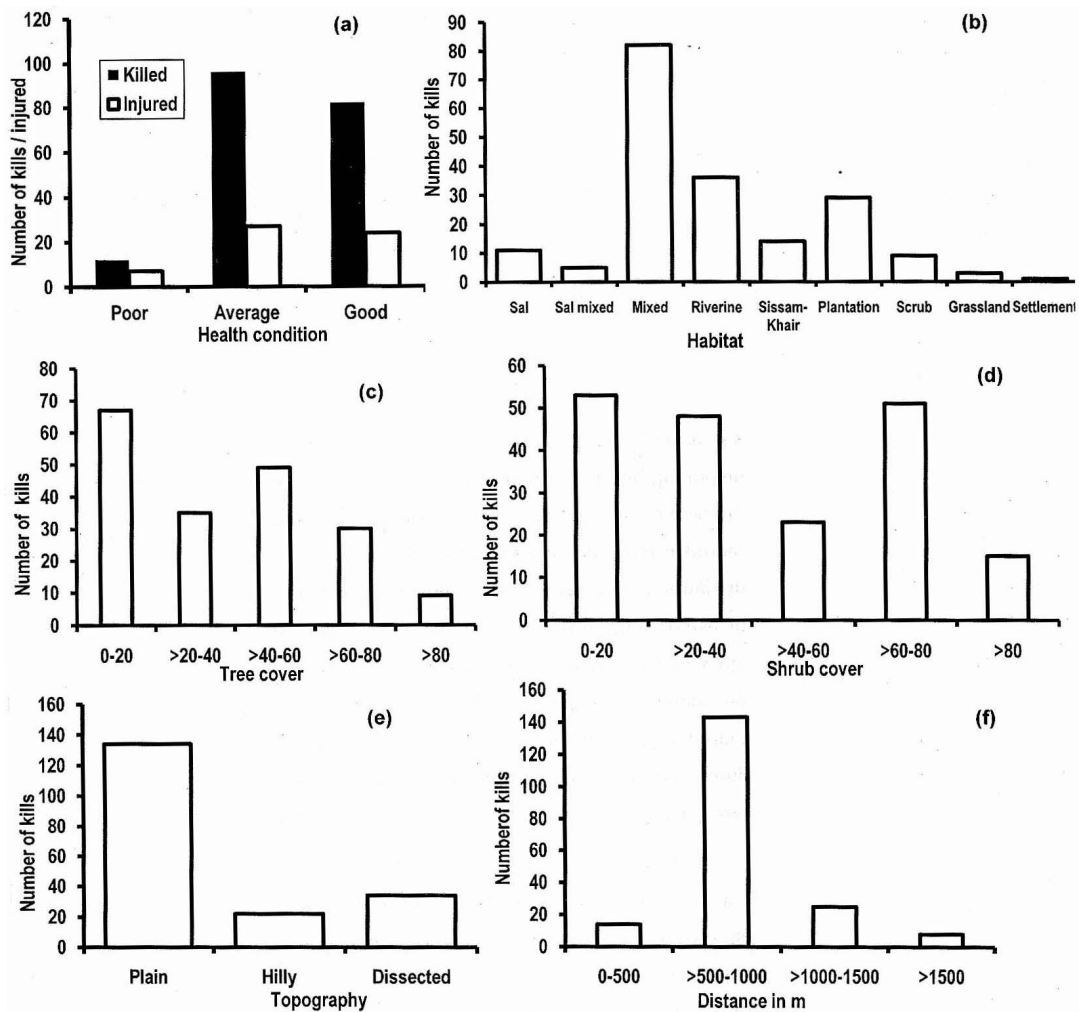 (a)
120
100
80
60
40
20
0
Number of kills / injured
Killed
Injured
Poor Average Good
Health condition
(b)
90
80
70
60
50
40
30
20
10
0
Number of kills
Sal Sal mixed Mixed Riverine Sissam- Plantation Scrub Grassland Settlement
Khair
Habitat
(c)
80
70
60
50
40
30
20
10
0
Number of kills
0-20 >20-40 >40-60 >60-80 >80
Tree cover
(d)
60
50
40
30
20
10
0
Number of kills
0-20 >20-40 >40-60 >60-80 >80
Shrub cover
(e)
160
140
120
100
80
60
40
20
0
Number of kills
Plain Hilly Dissected
Topography
(f)
160
140
120
100
80
60
40
20
0
Numberof kills
0-500 >500-1000 >1000-1500 >1500
Distance in m